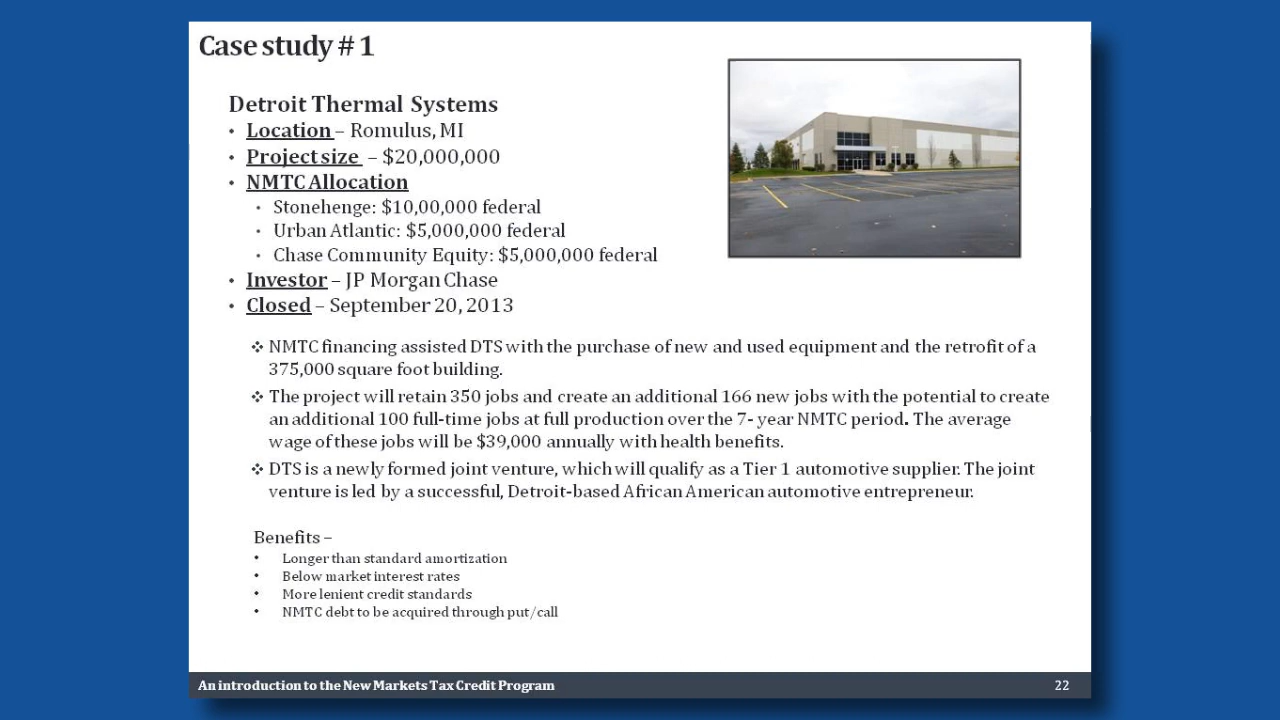 Case study # 1
Detroit Thermal Systems
• Location – Romulus, MI
• Project size – $20,000,000
• NMTC Allocation
• Stonehenge: $10,00,000 federal
• Urban Atlantic: $5,000,000 federal
• Chase Community Equity: $5,000,000 federal
• Investor – JP Morgan Chase
• Closed – September 20, 2013
❖ NMTC financing assisted DTS with the purchase of new and used equipment and the retrofit of a
375,000 square foot building.
❖ The project will retain 350 jobs and create an additional 166 new jobs with the potential to create
an additional 100 full-time jobs at full production over the 7- year NMTC period. The average
wage of these jobs will be $39,000 annually with health benefits.
❖ DTS is a newly formed joint venture, which will qualify as a Tier 1 automotive supplier. The joint
venture is led by a successful, Detroit-based African American automotive entrepreneur.
Benefits –
• Longer than standard amortization
• Below market interest rates
• More lenient credit standards
• NMTC debt to be acquired through put/call
An introduction to the New Markets Tax Credit Program
22